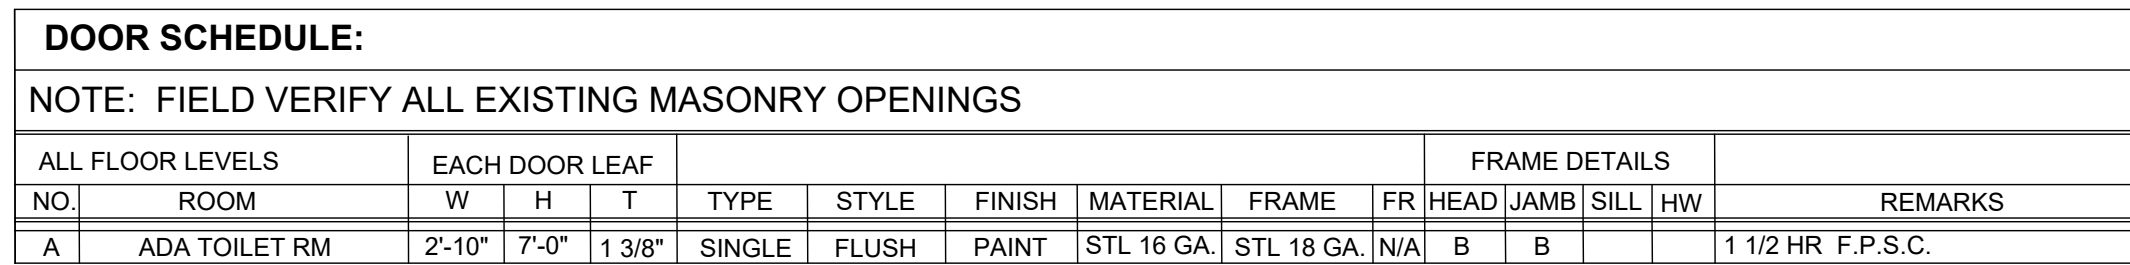 DOOR SCHEDULE:
NOTE: FIELD VERIFY ALL EXISTING MASONRY OPENINGS
ALL FLOOR LEVELS EACH DOOR LEAF FRAME DETAILS
NO. ROOM W H T TYPE STYLE FINISH MATERIAL FRAME FR HEAD JAMB SILL HW REMARKS
A ADA TOILET RM 2'-10" 7'-0" 1 3/8" SINGLE FLUSH PAINT STL 16 GA. STL 18 GA. N/A B B 1 1/2 HR F.P.S.C.